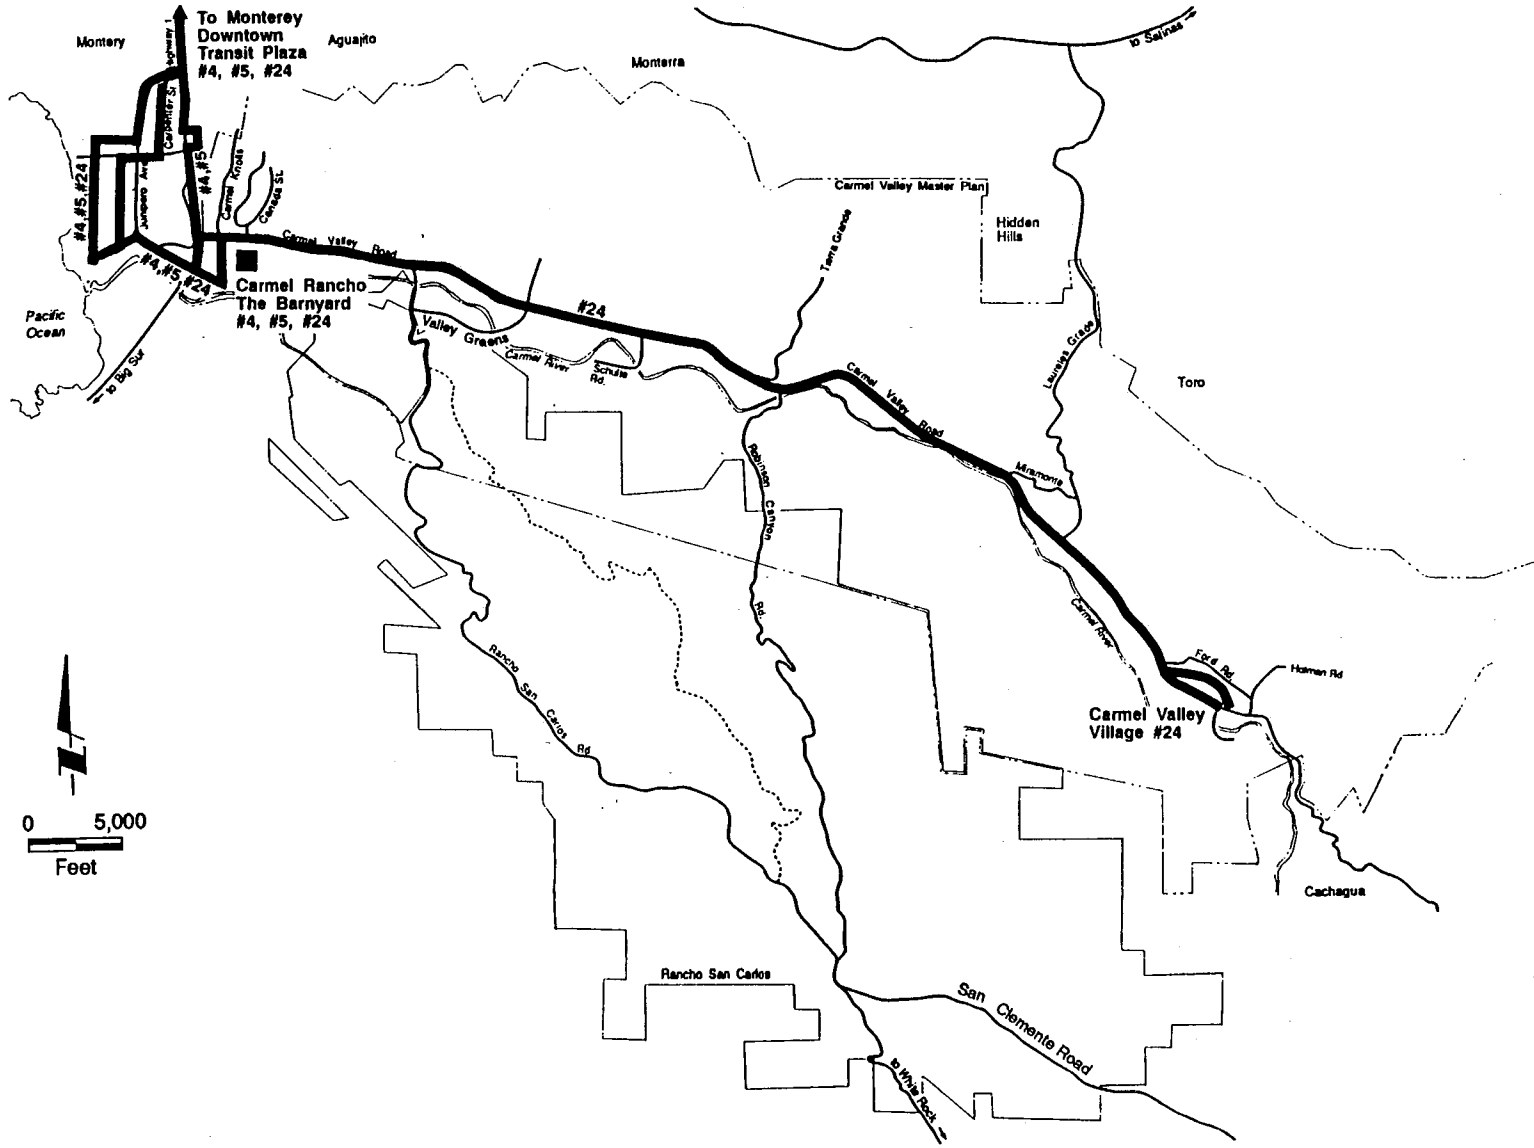 To Monterey
Downtown
Transit Plaza
#4, #5, #24
Montery
Aguajito
Monterra
to Salinas
Carpenter St
Junipero Ave
#4,#5,#24
#4,#5
Carmel Knolls
Canada St.
Carmel Valley Road
Carmel Valley Master Plan
Hidden
Hills
Terra Grande
#4,#5,#24
Carmel Rancho
The Barnyard
#4, #5, #24
Pacific
Ocean
to Big Sur
#24
Valley Greens
Carmel River
Schulte
Rd.
Laureles Grade
Toro
Carmel Valley Road
Miramonte
Robinson Canyon Rd.
Carmel River
Rancho San Carlos Rd
Ford Rd
Holman Rd
Carmel Valley
Village #24
0 5,000
Feet
Cachagua
Rancho San Carlos
San Clemente Road
to White Rock